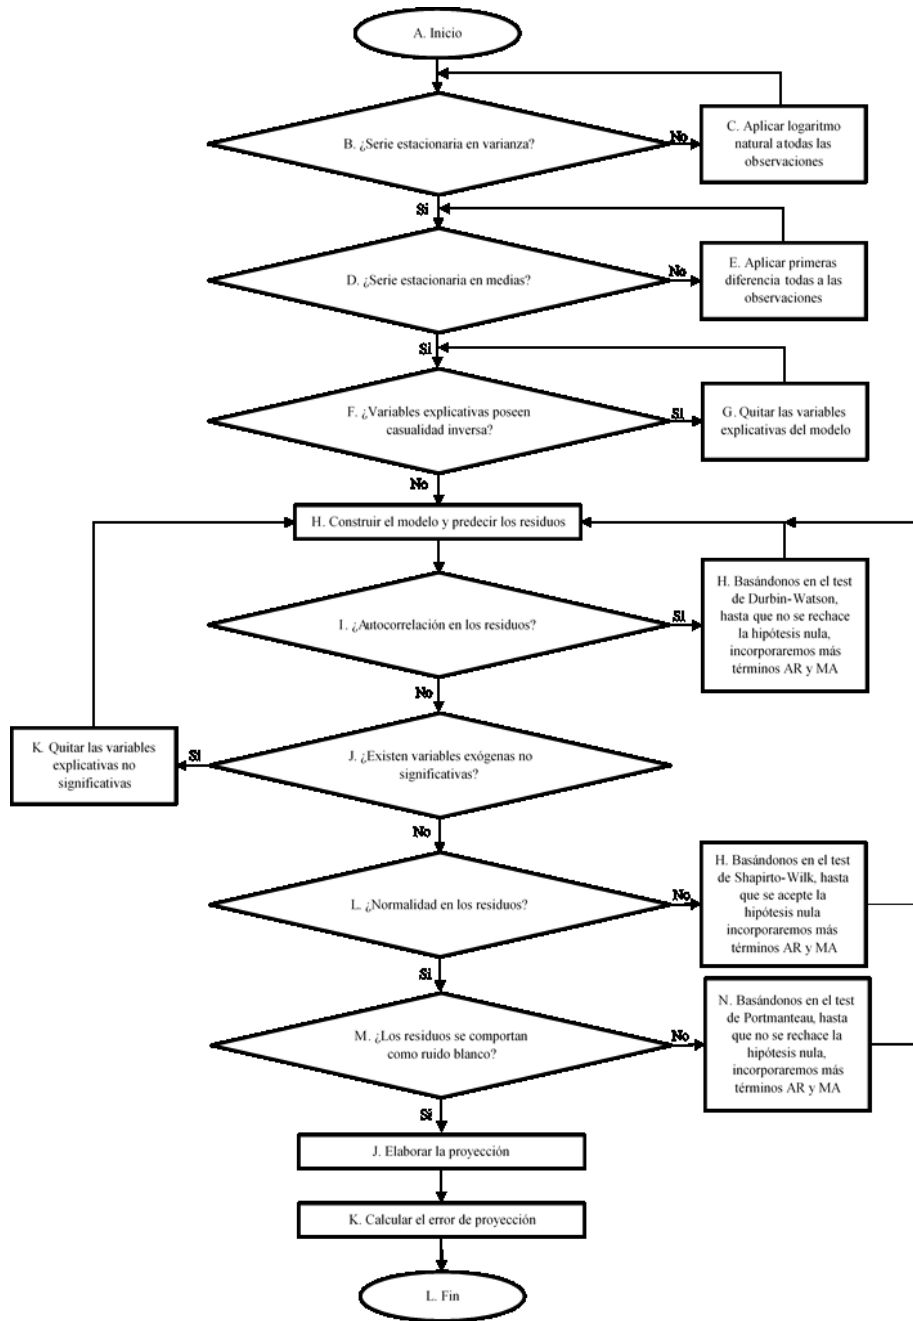 A. Inicio
B. ¿Serie estacionaria en varianza?
No
C. Aplicar logaritmo
natural a todas las
observaciones
Si
D. ¿Serie estacionaria en medias?
No
E. Aplicar primeras
diferencia todas a las
observaciones
Si
F. ¿Variables explicativas poseen
casualidad inversa?
Si
G. Quitar las variables
explicativas del modelo
No
H. Construir el modelo y predecir los residuos
I. ¿Autocorrelación en los residuos?
Si
H. Basándonos en el test
de Durbin-Watson,
hasta que no se rechace
la hipótesis nula,
incorporaremos más
términos AR y MA
No
K. Quitar las variables
explicativas no
significativas
Si
J. ¿Existen variables exógenas no
significativas?
No
L. ¿Normalidad en los residuos?
No
H. Basándonos en el test
de Shapirto-Wilk, hasta
que se acepte la
hipótesis nula
incorporaremos más
términos AR y MA
Si
M. ¿Los residuos se comportan
como ruido blanco?
No
N. Basándonos en el test
de Portmanteau, hasta
que no se rechace la
hipótesis nula,
incorporaremos más
términos AR y MA
Si
J. Elaborar la proyección
K. Calcular el error de proyección
L. Fin